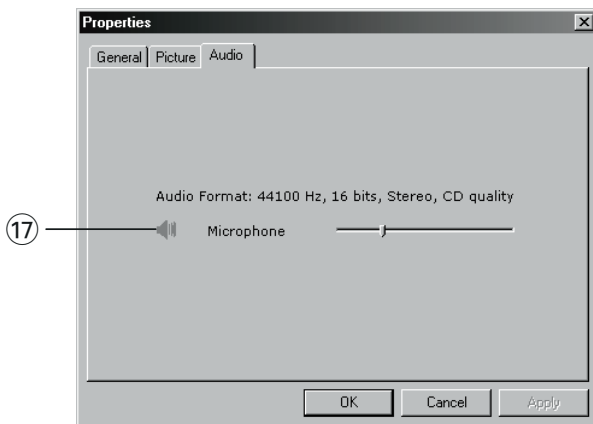 Properties
General Picture Audio
Audio Format: 44100 Hz, 16 bits, Stereo, CD quality
17 Microphone
OK Cancel Apply